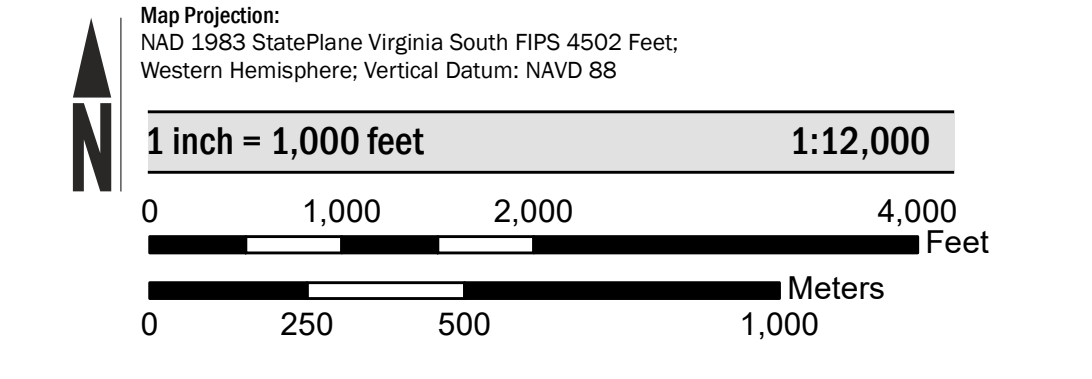 Map Projection:
NAD 1983 StatePlane Virginia South FIPS 4502 Feet;
Western Hemisphere; Vertical Datum: NAVD 88
N
1 inch = 1,000 feet 1:12,000
0 1,000 2,000 4,000
Feet
Meters
0 250 500 1,000